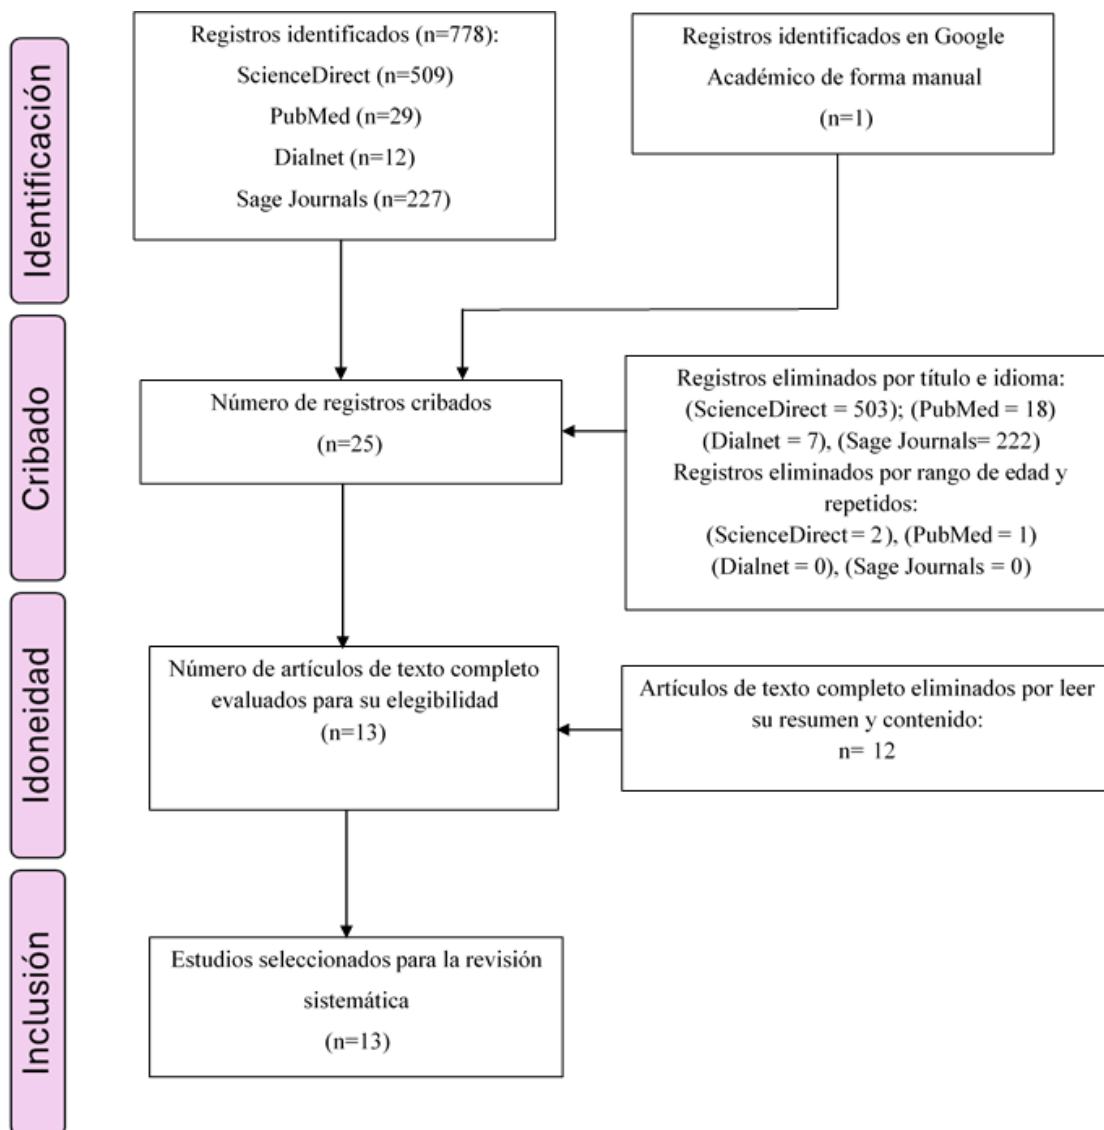 Identificación
Registros identificados (n=778):
ScienceDirect (n=509)
PubMed (n=29)
Dialnet (n=12)
Sage Journals (n=227)
Registros identificados en Google
Académico de forma manual
(n=1)
Cribado
Número de registros cribados
(n=25)
Registros eliminados por título e idioma:
(ScienceDirect = 503); (PubMed = 18)
(Dialnet = 7), (Sage Journals= 222)
Registros eliminados por rango de edad y
repetidos:
(ScienceDirect = 2), (PubMed = 1)
(Dialnet = 0), (Sage Journals = 0)
Idoneidad
Número de artículos de texto completo
evaluados para su elegibilidad
(n=13)
Artículos de texto completo eliminados por leer
su resumen y contenido:
n= 12
Inclusión
Estudios seleccionados para la revisión
sistemática
(n=13)